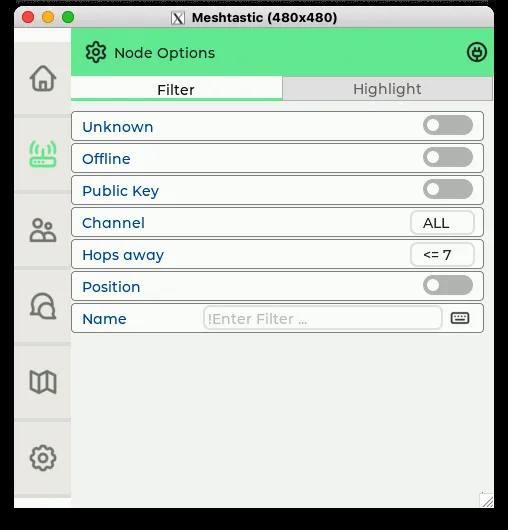 Meshtastic (480x480)
Node Options
Filter Highlight
Unknown
Offline
Public Key
Channel ALL
Hops away <= 7
Position
Name !Enter Filter ...